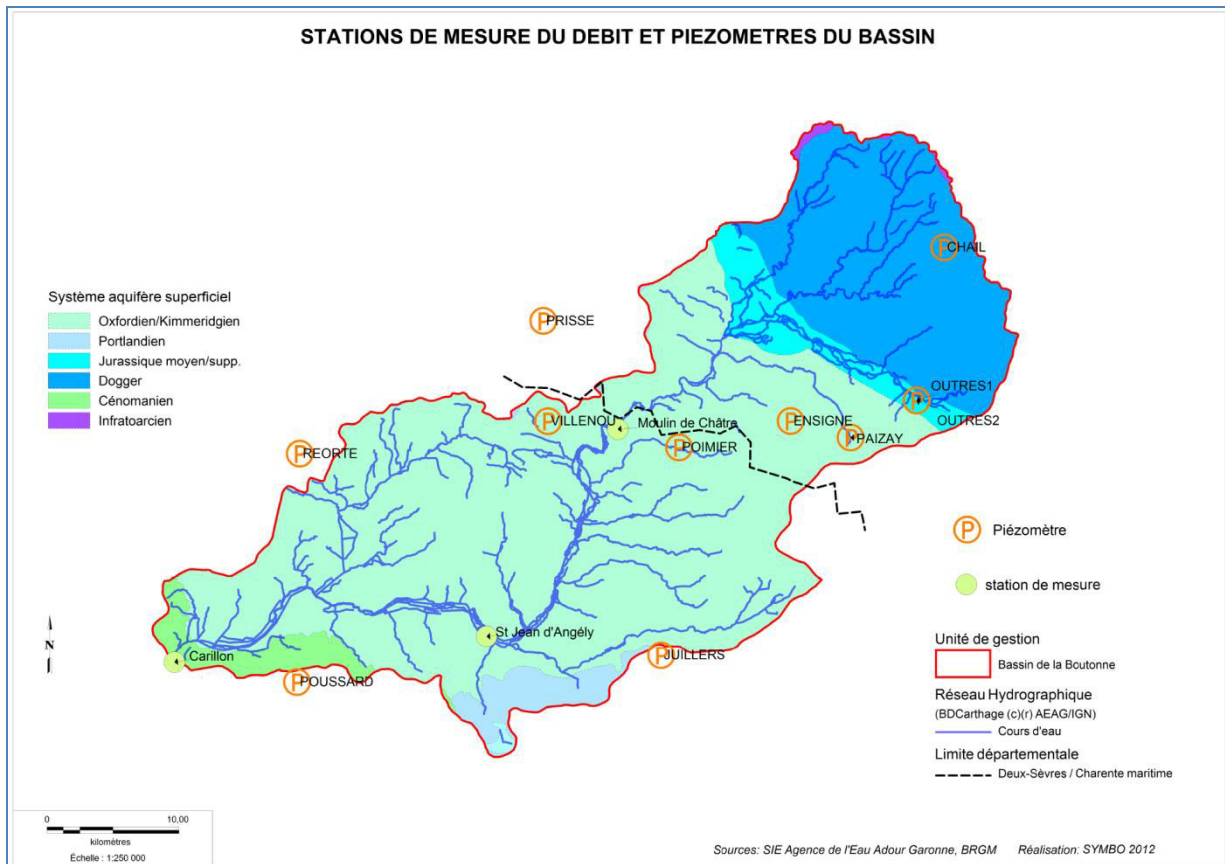 STATIONS DE MESURE DU DEBIT ET PIEZOMETRES DU BASSIN
Système aquifère superficiel
Oxfordien/Kimmeridgien
Portlandien
Jurassique moyen/supp.
Dogger
Cénomanien
Infratoarcien
P CHAIL
P PRISSE
P OUTRES1
OUTRES2
P VILLENOU
Moulin de Châtre
P ENSIGNE
P PAIZAY
P POIMIER
P REORTE
St Jean d'Angély
P JUILLERS
Carillon
P POUSSARD
P Piézomètre
station de mesure
Unité de gestion
Bassin de la Boutonne
Réseau Hydrographique
(BDCarthage (c)(r) AEAG/IGN)
Cours d'eau
Limite départementale
Deux-Sèvres / Charente maritime
N
0 10,00
kilomètres
Échelle : 1:250 000
Sources: SIE Agence de l'Eau Adour Garonne, BRGM Réalisation: SYMBO 2012